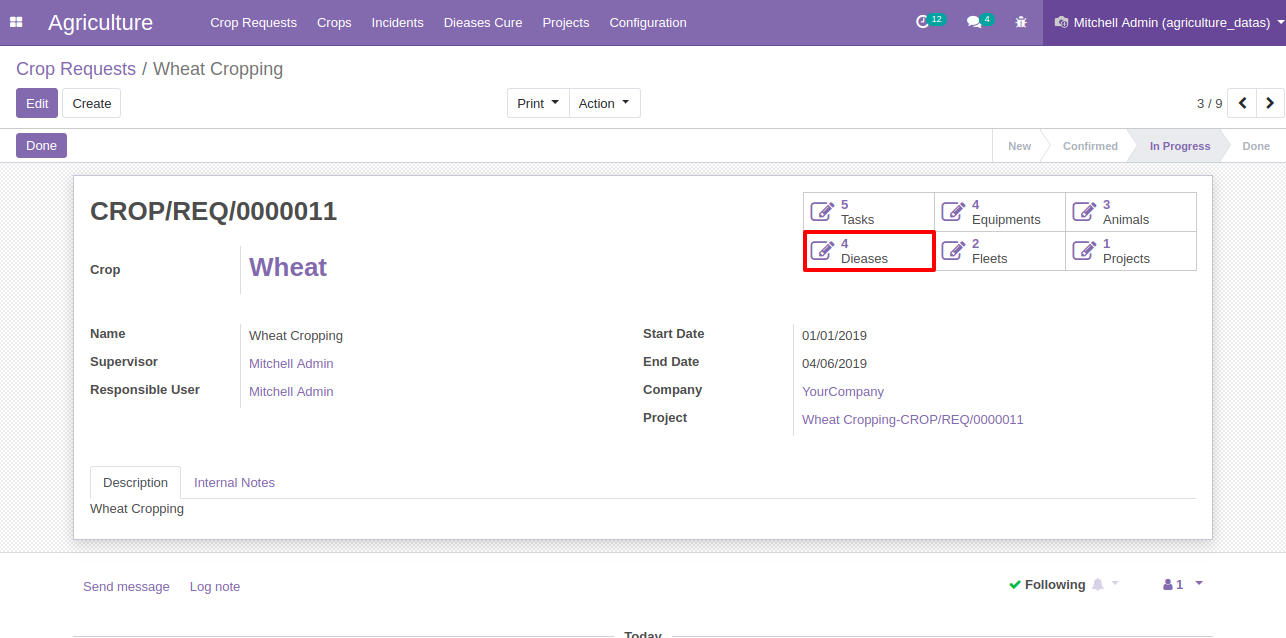 Agriculture Crop Requests Crops Incidents Dieases Cure Projects Configuration 12 4 Mitchell Admin (agriculture_datas)
Crop Requests / Wheat Cropping
Edit Create Print Action 3 / 9
Done New Confirmed In Progress Done
CROP/REQ/0000011
5 Tasks 4 Equipments 3 Animals
4 Dieases 2 Fleets 1 Projects
Crop Wheat
Name Wheat Cropping Start Date 01/01/2019
Supervisor Mitchell Admin End Date 04/06/2019
Responsible User Mitchell Admin Company YourCompany
Project Wheat Cropping-CROP/REQ/0000011
Description Internal Notes
Wheat Cropping
Send message Log note Following 1
Today